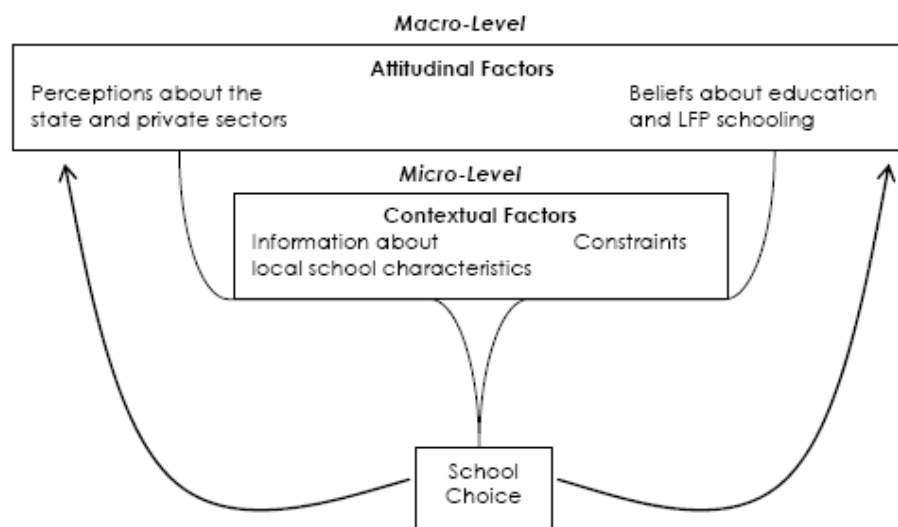 Macro-Level
Attitudinal Factors
Perceptions about the
state and private sectors
Beliefs about education
and LFP schooling
Micro-Level
Contextual Factors
Information about
local school characteristics
Constraints
School
Choice